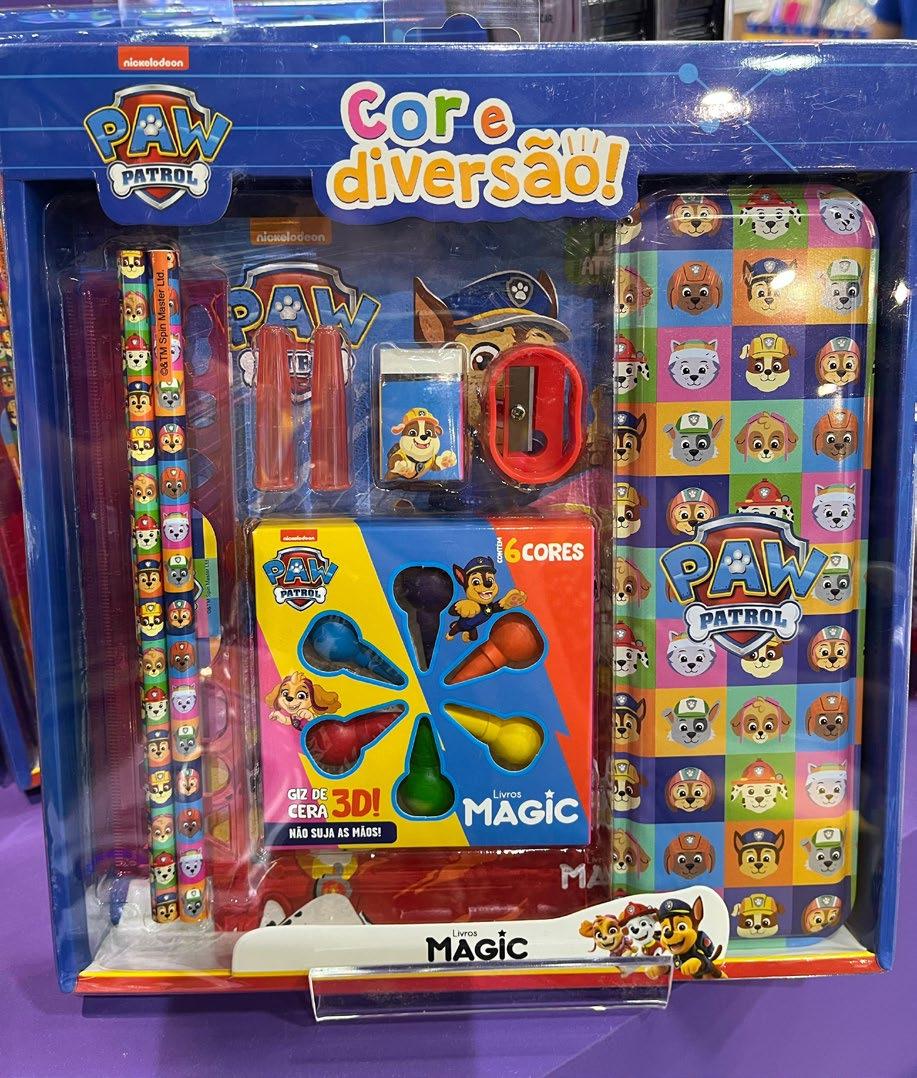 nickelodeon
PAW
PATROL
Cor e
diversão!
nickelodeon
PAW
©&TM Spin Master Ltd.
nickelodeon
PAW
PATROL
CONTÉM 6 CORES
GIZ DE
CERA 3D!
NÃO SUJA AS MÃOS!
Livros
MAGIC
PAW
PATROL
Livros
MAGIC